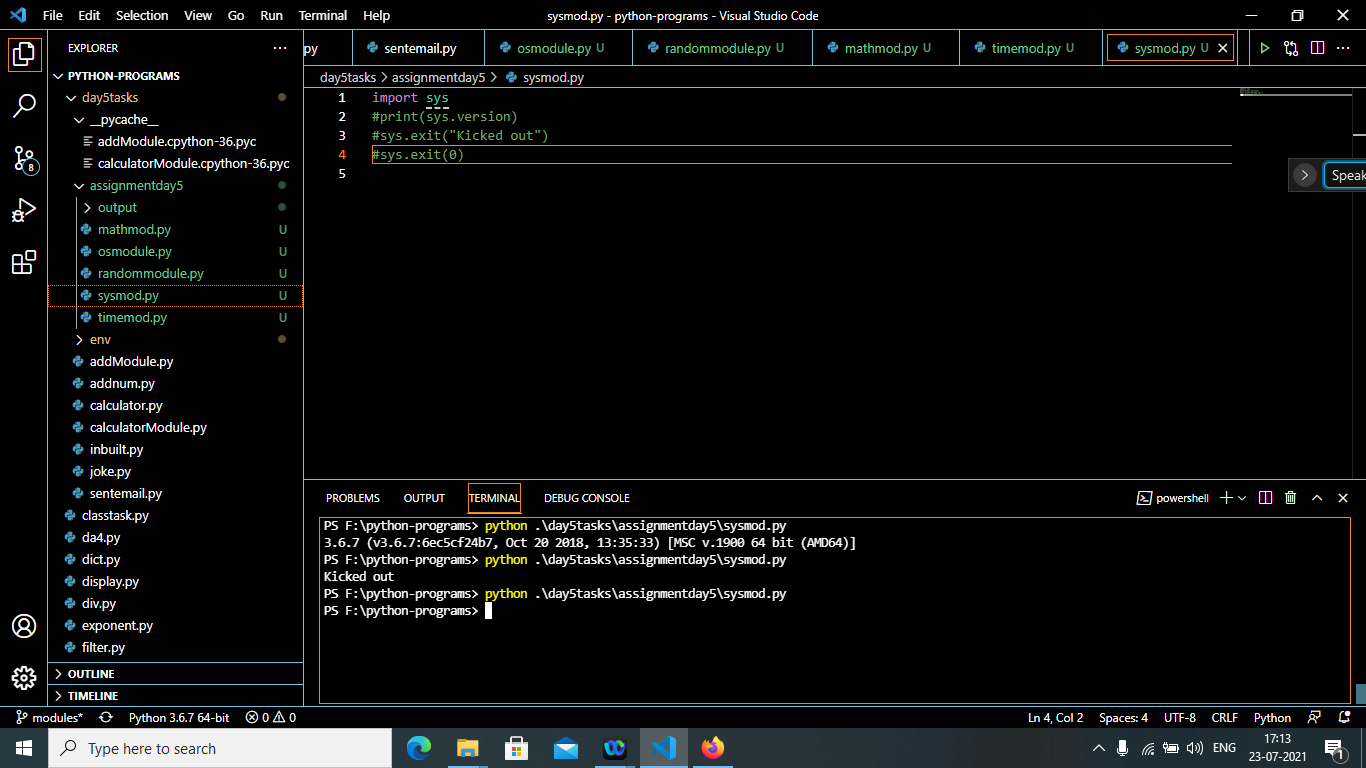 File Edit Selection View Go Run Terminal Help sysmod.py - python-programs - Visual Studio Code
EXPLORER
py sentemail.py osmodule.py U randommodule.py U mathmod.py U timemod.py U sysmod.py U
day5tasks > assignmentday5 > sysmod.py
PYTHON-PROGRAMS
day5tasks
__pycache__
addModule.cpython-36.pyc
calculatorModule.cpython-36.pyc
assignmentday5
output
mathmod.py U
osmodule.py U
randommodule.py U
sysmod.py U
timemod.py U
env
addModule.py
addnum.py
calculator.py
calculatorModule.py
inbuilt.py
joke.py
sentemail.py
classtask.py
da4.py
dict.py
display.py
div.py
exponent.py
filter.py
OUTLINE
TIMELINE
8
1 import sys
2 #print(sys.version)
3 #sys.exit("Kicked out")
4 #sys.exit(0)
5
Speak
PROBLEMS OUTPUT TERMINAL DEBUG CONSOLE powershell
PS F:\python-programs> python .\day5tasks\assignmentday5\sysmod.py
3.6.7 (v3.6.7:6ec5cf24b7, Oct 20 2018, 13:35:33) [MSC v.1900 64 bit (AMD64)]
PS F:\python-programs> python .\day5tasks\assignmentday5\sysmod.py
Kicked out
PS F:\python-programs> python .\day5tasks\assignmentday5\sysmod.py
PS F:\python-programs>
modules* Python 3.6.7 64-bit 0 0 Ln 4, Col 2 Spaces: 4 UTF-8 CRLF Python
Type here to search
ENG
17:13
23-07-2021
1